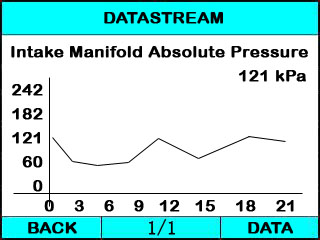 DATASTREAM
Intake Manifold Absolute Pressure
121 kPa
242
182
121
60
0
0 3 6 9 12 15 18 21
BACK 1/1 DATA